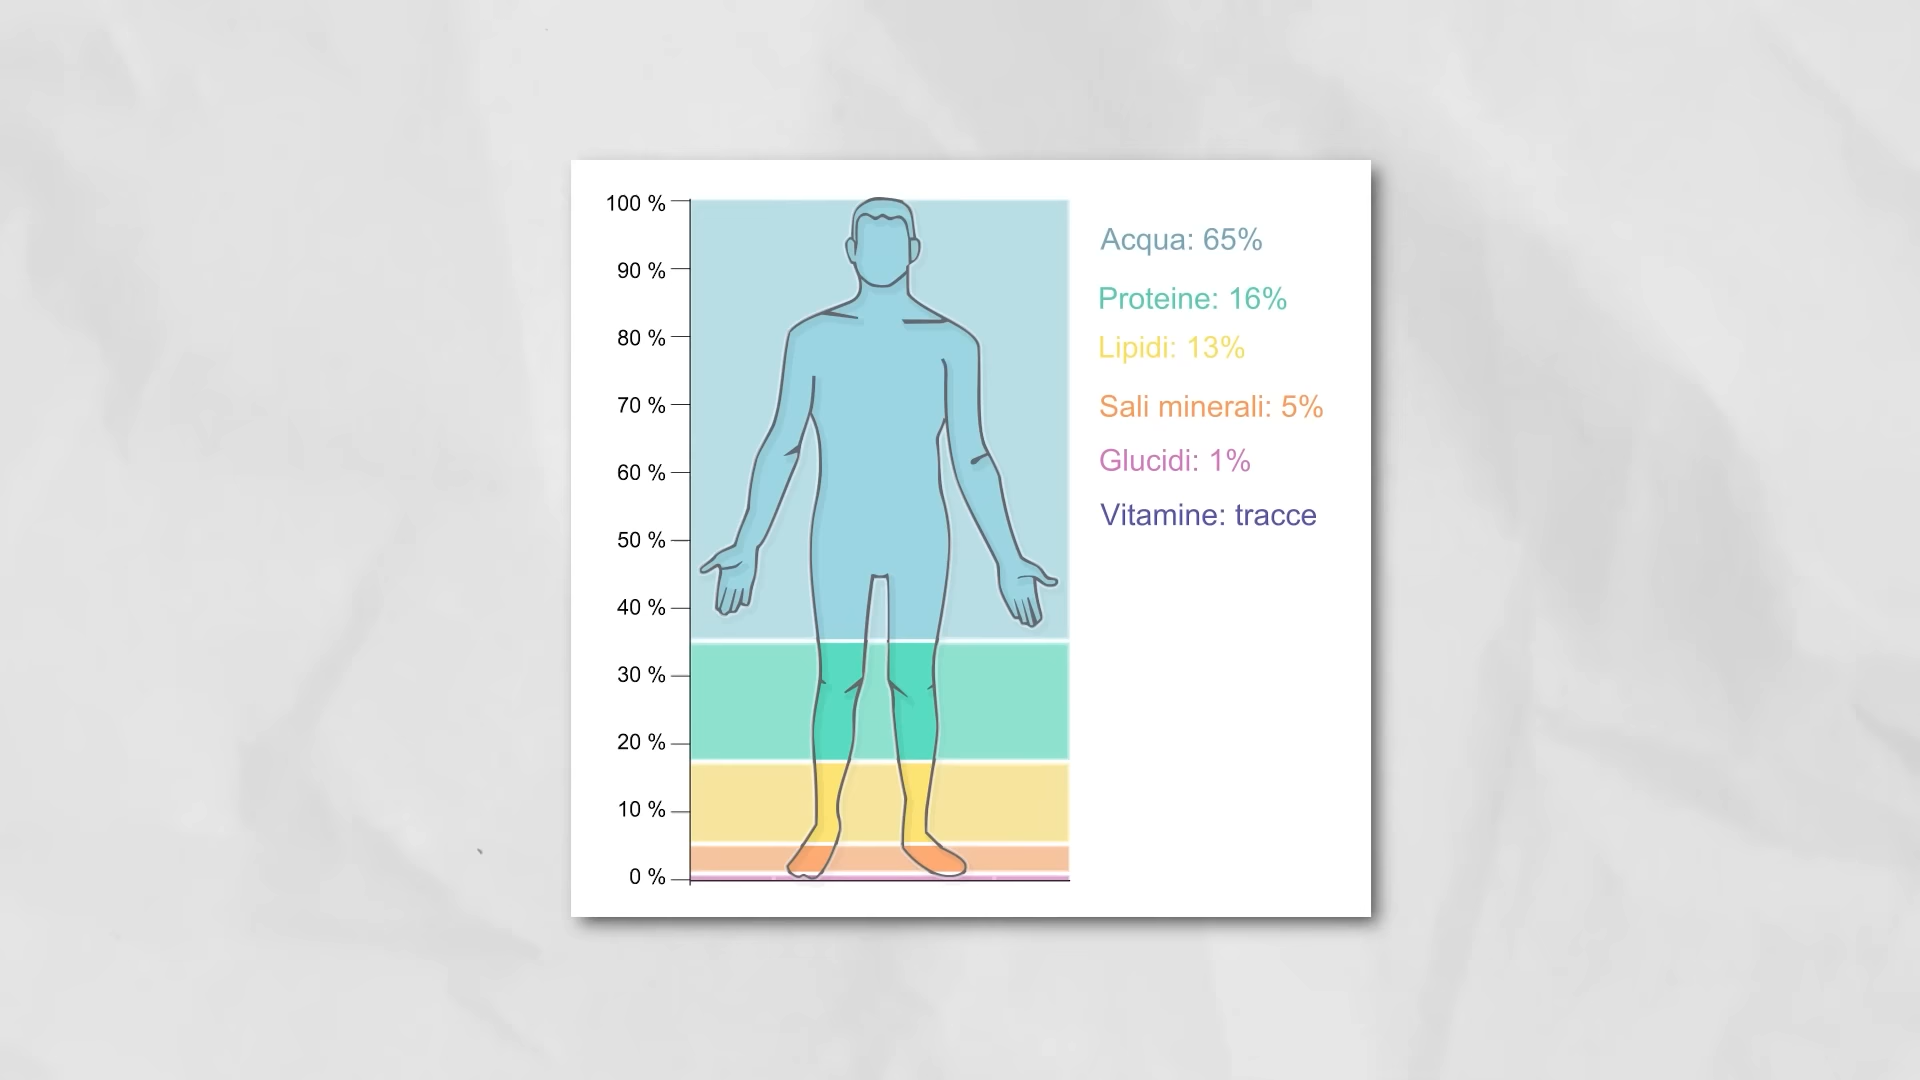 100 %
90 %
80 %
70 %
60 %
50 %
40 %
30 %
20 %
10 %
0 %
Acqua: 65%
Proteine: 16%
Lipidi: 13%
Sali minerali: 5%
Glucidi: 1%
Vitamine: tracce